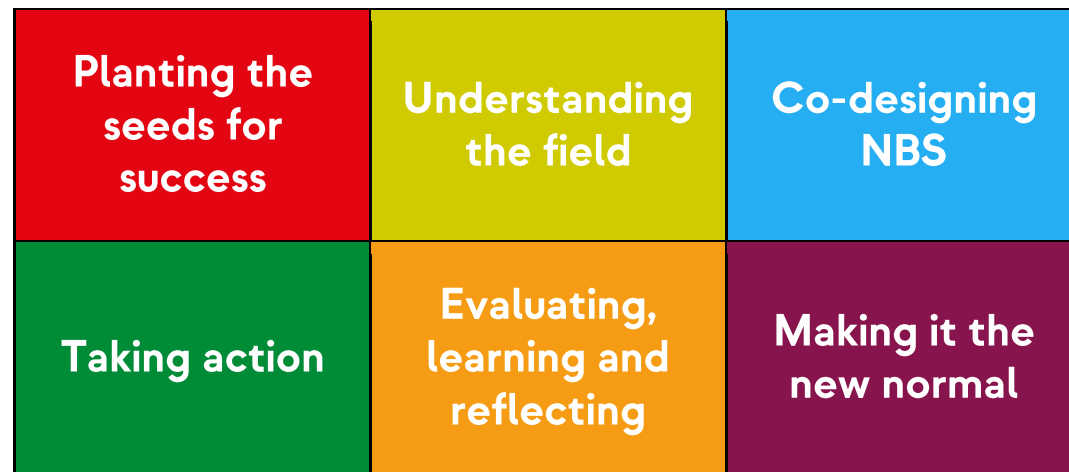 Planting the
seeds for
success
Understanding
the field
Co-designing
NBS
Taking action
Evaluating,
learning and
reflecting
Making it the
new normal